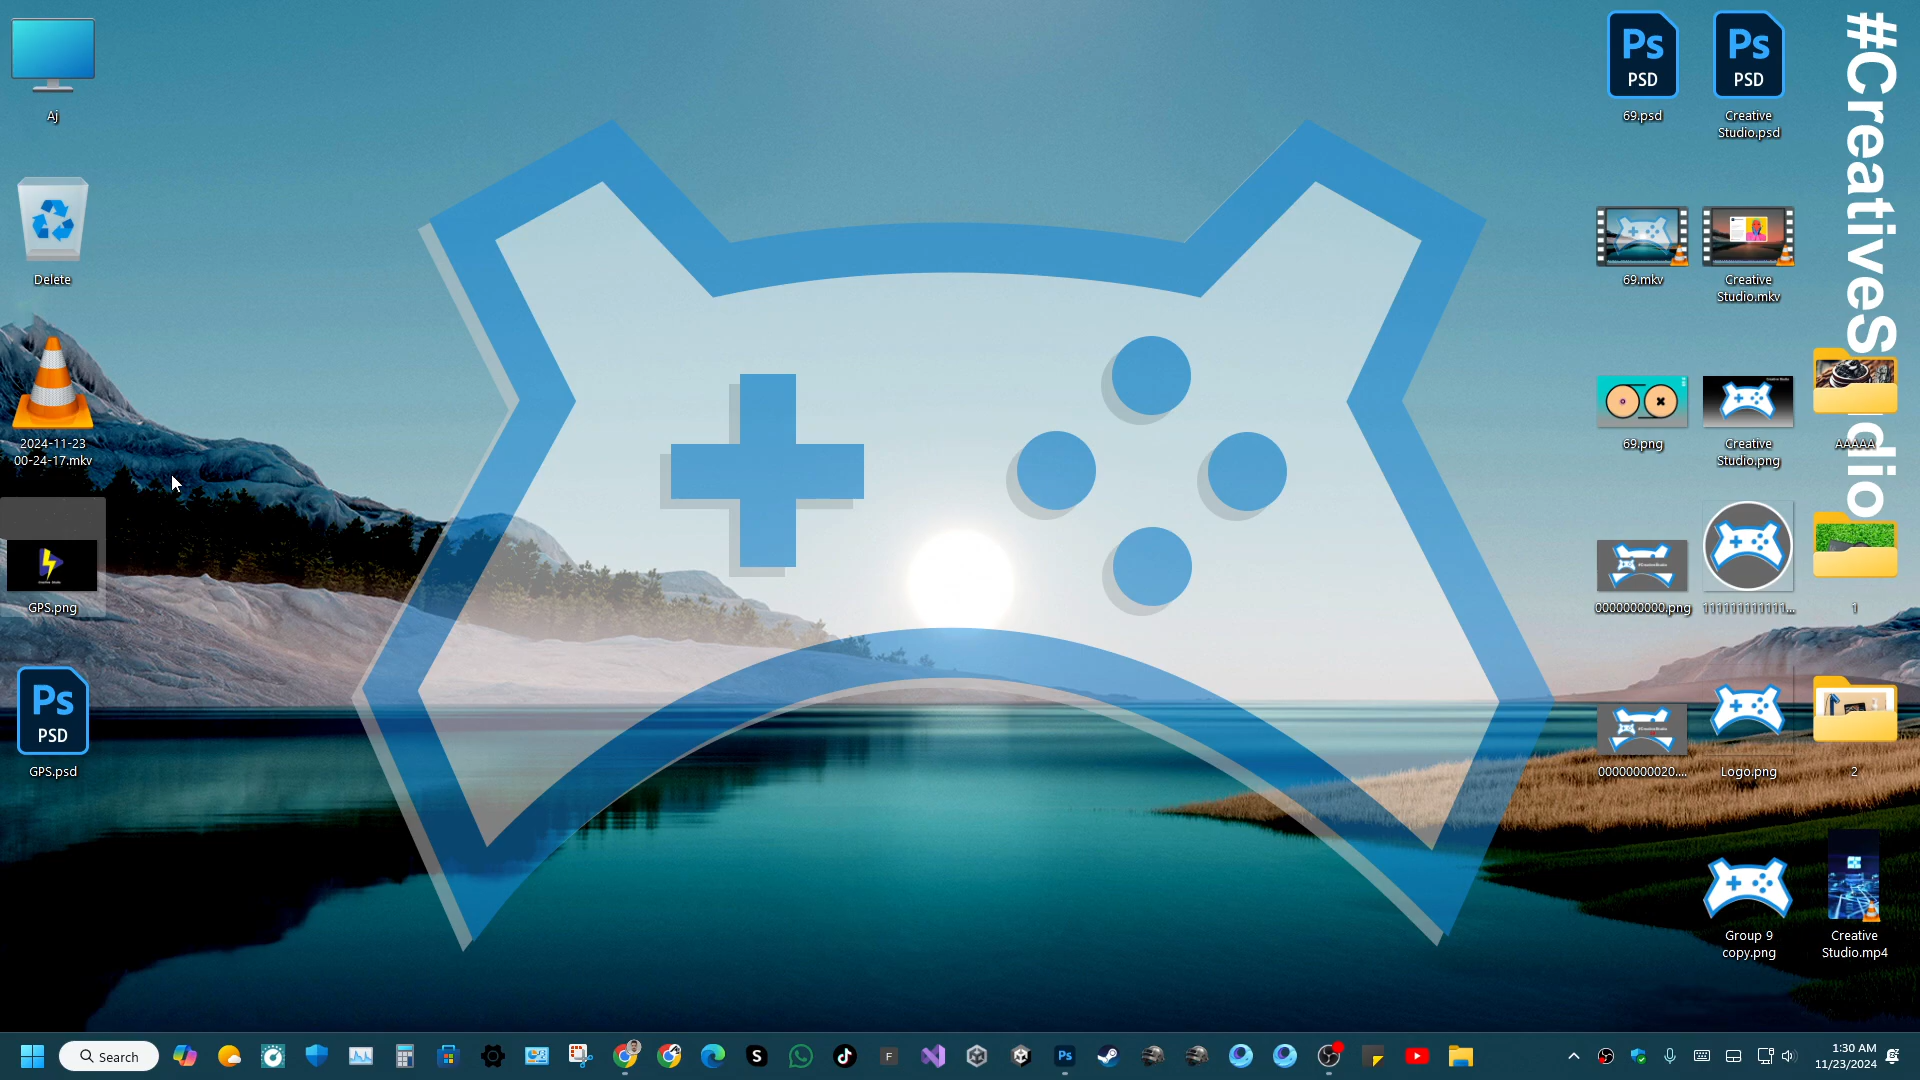 Aj
Delete
2024-11-23
00-24-17.mkv
GPS.png
Ps
PSD
GPS.psd
Ps
PSD
69.psd
Ps
PSD
Creative
Studio.psd
69.mkv
Creative
Studio.mkv
69.png
Creative
Studio.png
AAAAA
0000000000.png
111111111111...
1
00000000020....
Logo.png
2
Group 9
copy.png
Creative
Studio.mp4
#CreativeStudio
Search
1:30 AM
11/23/2024